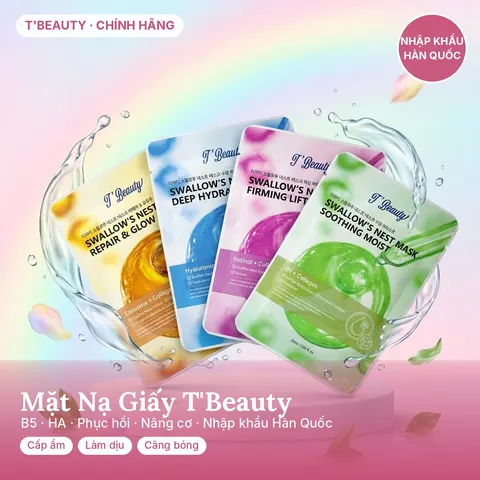 T'BEAUTY · CHÍNH HÃNG
NHẬP KHẨU
HÀN QUỐC
T'Beauty
SWALLOW'S NEST
REPAIR & GLOW
T'Beauty
SWALLOW'S N
DEEP HYDRA
Hyaluronic
T'Beauty
SWALLOW'S N
FIRMING LIFT
Retinol + Co
T'Beauty
SWALLOW'S NEST MASK
SOOTHING MOIST
B5 + Collagen
Mặt Nạ Giấy T'Beauty
B5 · HA · Phục hồi · Nâng cơ · Nhập khẩu Hàn Quốc
Cấp ẩm
Làm dịu
Căng bóng